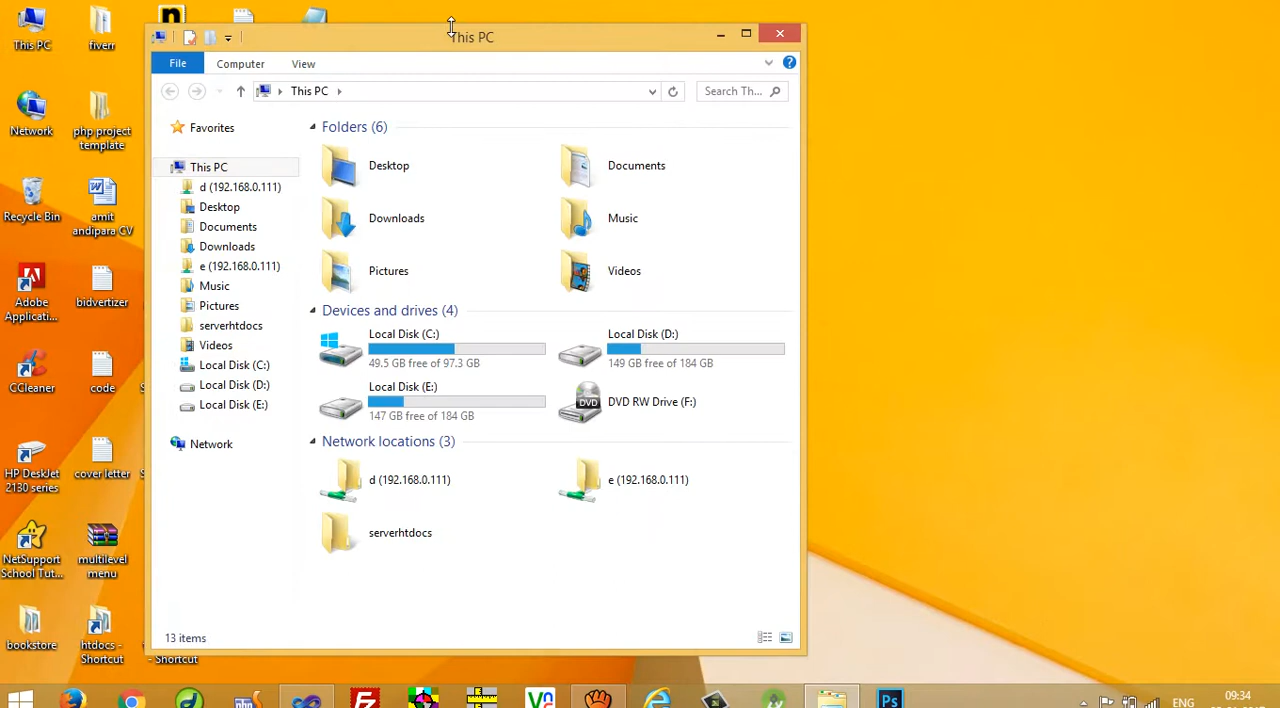 This PC
fiverr
Network
php project
template
Recycle Bin
amit
andipara CV
Adobe
Applicati...
bidvertizer
CCleaner
code
HP DeskJet
2130 series
cover letter
NetSupport
School Tut...
multilevel
menu
bookstore
htdocs -
Shortcut
- Shortcut
This PC
File
Computer
View
This PC
Search Th...
Favorites
This PC
d (192.168.0.111)
Desktop
Documents
Downloads
e (192.168.0.111)
Music
Pictures
serverhtdocs
Videos
Local Disk (C:)
Local Disk (D:)
Local Disk (E:)
Network
Folders (6)
Desktop
Documents
Downloads
Music
Pictures
Videos
Devices and drives (4)
Local Disk (C:)
49.5 GB free of 97.3 GB
Local Disk (D:)
149 GB free of 184 GB
Local Disk (E:)
147 GB free of 184 GB
DVD
DVD RW Drive (F:)
Network locations (3)
d (192.168.0.111)
e (192.168.0.111)
serverhtdocs
13 items
ENG
09:34